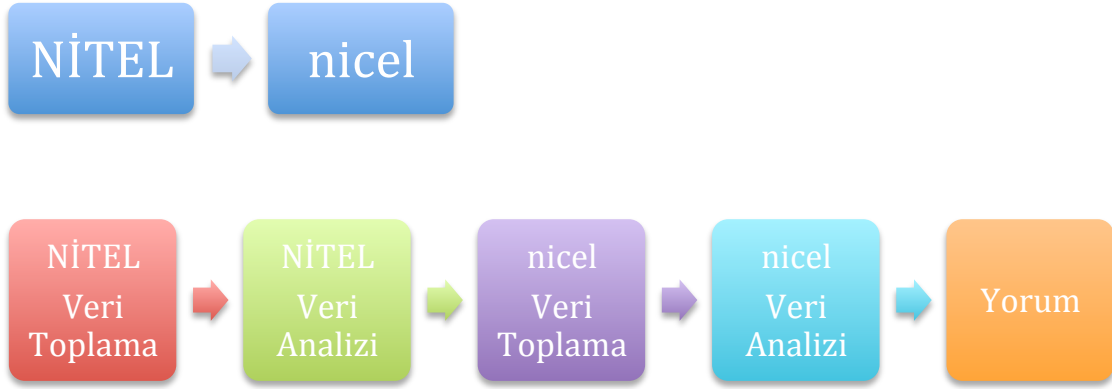 NİTEL
nicel
NİTEL
Veri
Toplama
NİTEL
Veri
Analizi
nicel
Veri
Toplama
nicel
Veri
Analizi
Yorum